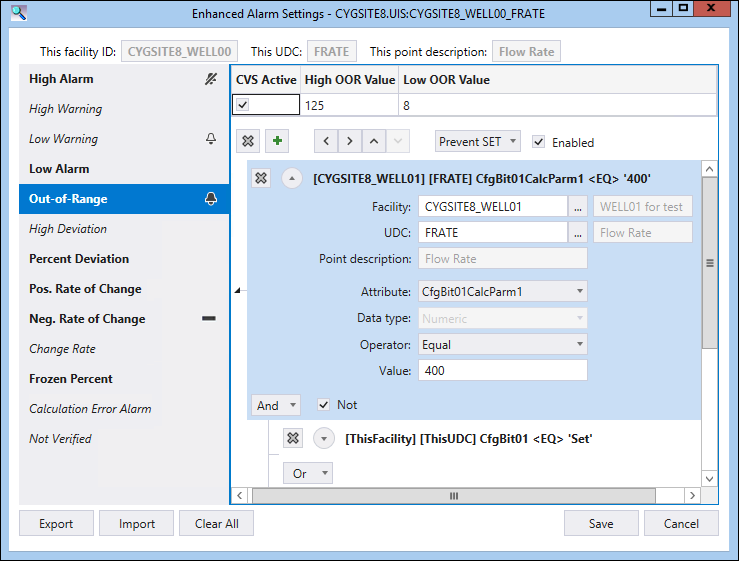 Enhanced Alarm Settings - CYGSITE8.UIS:CYGSITE8_WELL00_FRATE
This facility ID: CYGSITE8_WELL00 This UDC: FRATE This point description: Flow Rate
High Alarm
High Warning
Low Warning
Low Alarm
Out-of-Range
High Deviation
Percent Deviation
Pos. Rate of Change
Neg. Rate of Change
Change Rate
Frozen Percent
Calculation Error Alarm
Not Verified
CVS Active High OOR Value Low OOR Value
125 8
Prevent SET Enabled
[CYGSITE8_WELL01] [FRATE] CfgBit01CalcParm1 <EQ> '400'
Facility: CYGSITE8_WELL01 ... WELL01 for test
UDC: FRATE ... Flow Rate
Point description: Flow Rate
Attribute: CfgBit01CalcParm1
Data type: Numeric
Operator: Equal
Value: 400
And Not
[ThisFacility] [ThisUDC] CfgBit01 <EQ> 'Set'
Or
Export Import Clear All Save Cancel